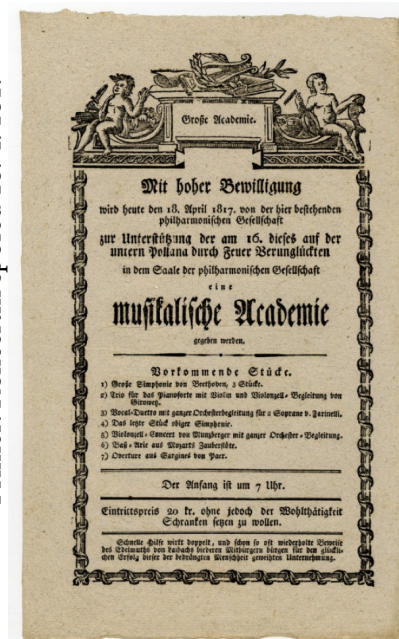 Große Academie.
Mit hoher Bewilligung
wird heute den 18. April 1817. von der hier bestehenden
philharmonischen Gesellschaft
zur Unterstützung der am 16. dieses auf der
untern Pollana durch Feuer Verunglückten
in dem Saale der philharmonischen Gesellschaft
eine
musikalische Academie
gegeben werden.
Vorkommende Stücke.
1) Große Simphonie von Beethoven, 3 Stücke.
2) Trio für das Pianoforte mit Violin und Violonzell-Begleitung von
Girowetz.
3) Vocal-Duetto mit ganzer Orchesterbegleitung für 2 Soprane v. Farinelli.
4) Das letzte Stück obiger Simphonie.
5) Violonzell-Concert von Munzberger mit ganzer Orchester-Begleitung.
6) Baß-Arie aus Mozarts Zauberflöte.
7) Overture aus Sargines von Paer.
Der Anfang ist um 7 Uhr.
Eintrittspreis 20 kr. ohne jedoch der Wohlthätigkeit
Schranken setzen zu wollen.
Schnelle Hilfe wirkt doppelt, und schon so oft wiederholte Beweise
des Edelmuths von Laibachs biederen Mitbürgern bürgen für den glückli-
chen Erfolg dieser der bedrängten Menschheit geweihten Unternehmung.